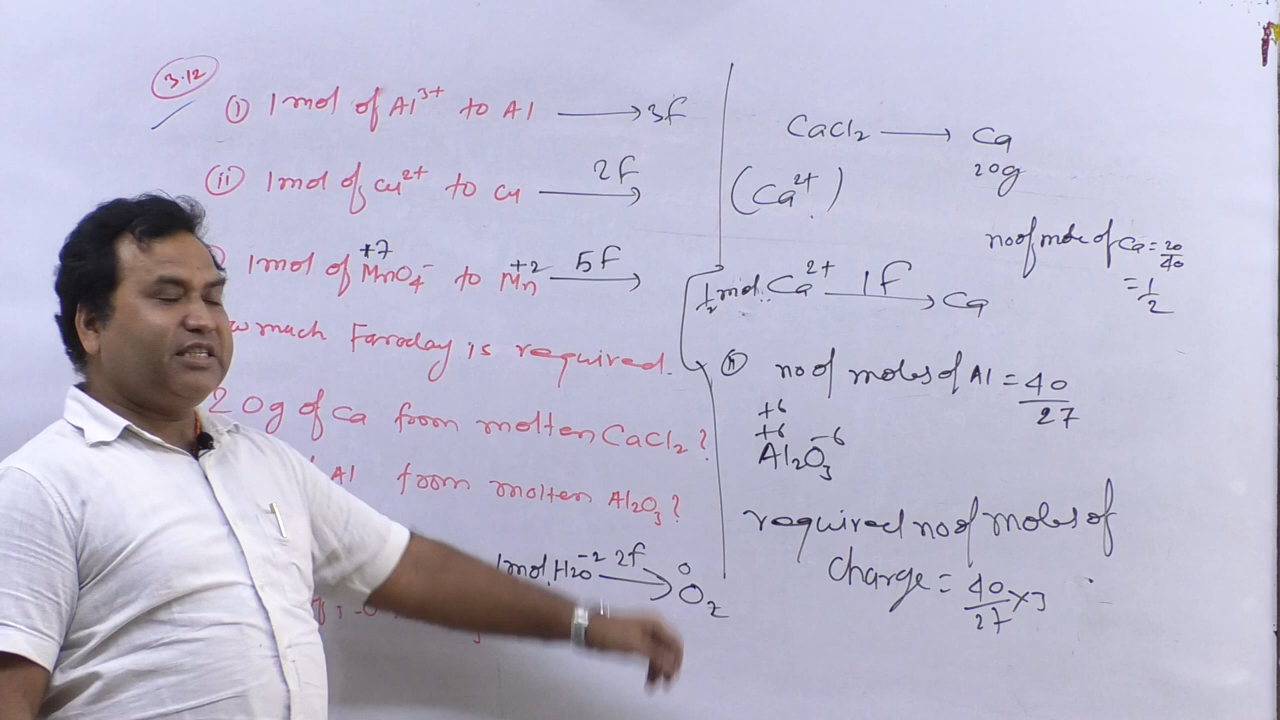 3.12
(i) 1 mol of Al³⁺ to Al ⟶ 3F
(ii) 1 mol of Cu²⁺ to Cu ⟶ 2F
+7 +2
1 mol of MnO₄⁻ to Mn ⟶ 5F
much Faraday is required.
20g of Ca from molten CaCl₂?
Al from molten Al₂O₃?
1 mol H₂O⁻² ⟶ 2F O₂
0
CaCl₂ ⟶ Ca
20g
(Ca²⁺)
no of mole of Ca = 20/40
= 1/2
1/2 mol Ca²⁺ ⟶ 1F Ca
(ii) no of moles of Al = 40/27
+6
+6 -6
Al₂O₃
required no of moles of
charge = 40/27 × 3